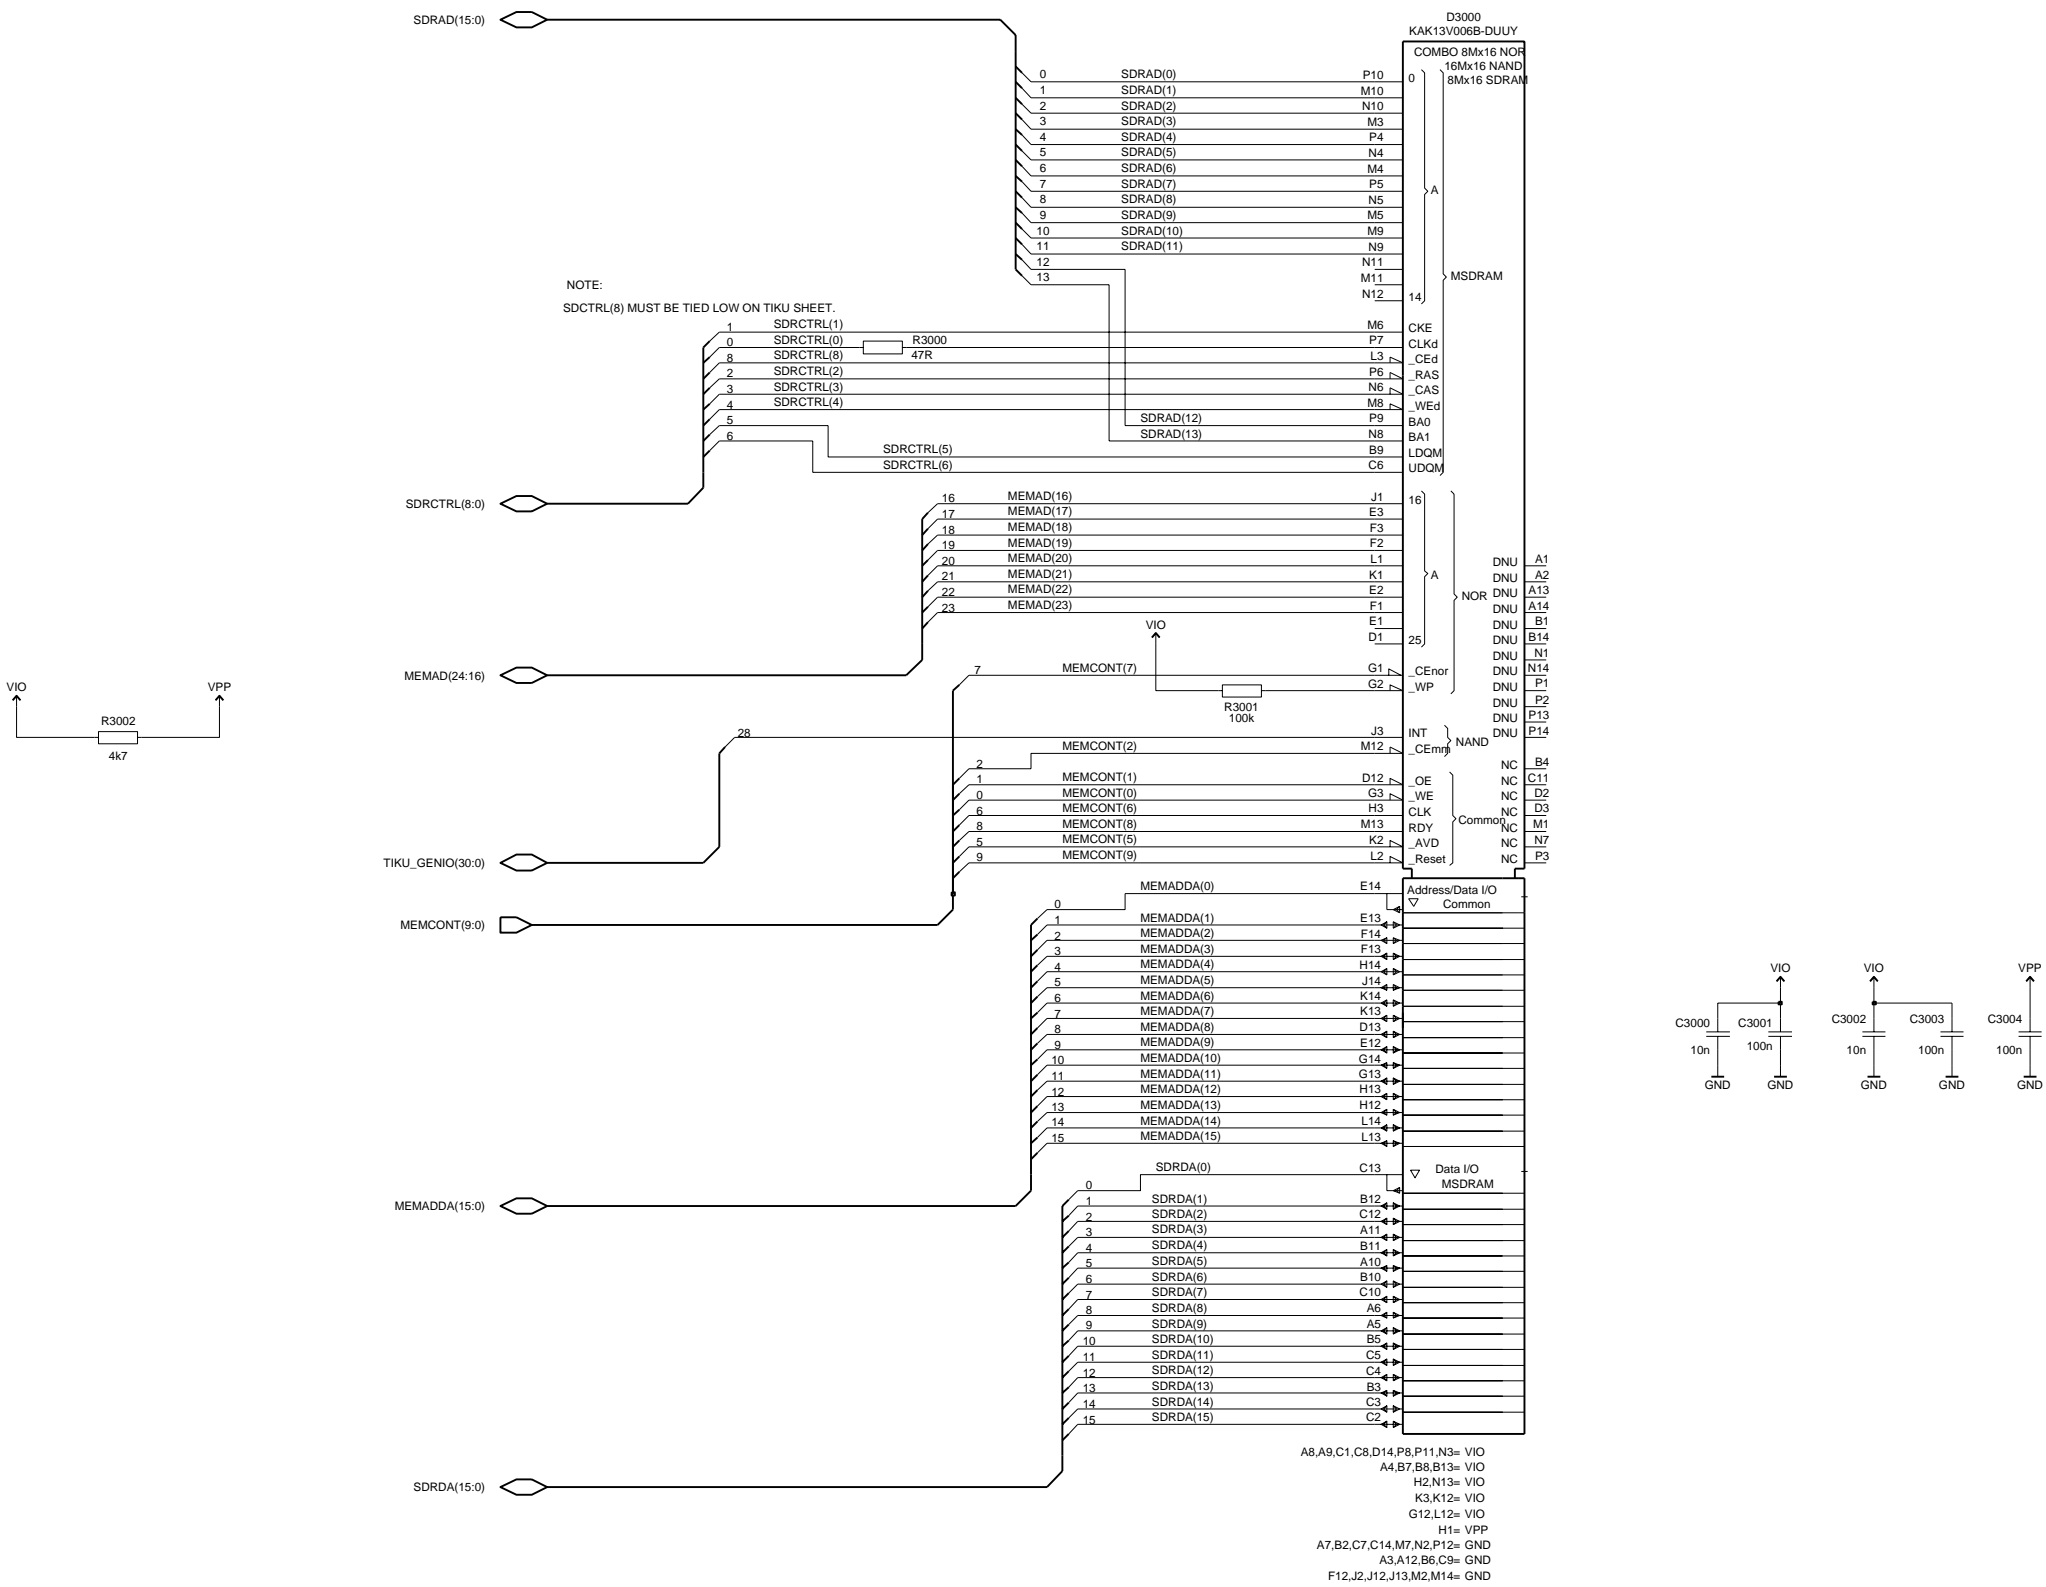 SDRAD(15:0)
D3000
KAK13V006B-DUUY
COMBO 8Mx16 NOR
16Mx16 NAND
8Mx16 SDRAM
0 SDRAD(0) P10 0
1 SDRAD(1) M10
2 SDRAD(2) N10
3 SDRAD(3) M3
4 SDRAD(4) P4
5 SDRAD(5) N4
6 SDRAD(6) M4
7 SDRAD(7) P5
8 SDRAD(8) N5 A
9 SDRAD(9) M5
10 SDRAD(10) M9
11 SDRAD(11) N9
12 N11
13 M11 MSDRAM
N12 14
NOTE:
SDCTRL(8) MUST BE TIED LOW ON TIKU SHEET.
1 SDRCTRL(1) M6 CKE
0 SDRCTRL(0) R3000 P7 CLKd
8 SDRCTRL(8) 47R L3 _CEd
2 SDRCTRL(2) P6 _RAS
3 SDRCTRL(3) N6 _CAS
4 SDRCTRL(4) M8 _WEd
5 SDRAD(12) P9 BA0
6 SDRAD(13) N8 BA1
SDRCTRL(5) B9 LDQM
SDRCTRL(6) C6 UDQM
SDRCTRL(8:0)
16 MEMAD(16) J1 16
17 MEMAD(17) E3
18 MEMAD(18) F3
19 MEMAD(19) F2
20 MEMAD(20) L1 DNU A1
21 MEMAD(21) K1 A DNU A2
22 MEMAD(22) E2 NOR DNU A13
23 MEMAD(23) F1 DNU A14
E1 DNU B1
VIO D1 25 DNU B14
DNU N1
MEMAD(24:16) 7 MEMCONT(7) G1 _CEnor DNU N14
G2 _WP DNU P1
R3001
100k
DNU P2
DNU P13
VIO VPP
R3002
4k7
28 J3 INT NAND DNU P14
MEMCONT(2) M12 _CEmm
2 NC B4
1 MEMCONT(1) D12 _OE NC C11
0 MEMCONT(0) G3 _WE NC D2
6 MEMCONT(6) H3 CLK NC D3
8 MEMCONT(8) M13 RDY Common NC M1
5 MEMCONT(5) K2 _AVD NC N7
9 MEMCONT(9) L2 _Reset NC P3
TIKU_GENIO(30:0)
MEMADDA(0) E14 Address/Data I/O
0 Common
MEMCONT(9:0)
1 MEMADDA(1) E13
2 MEMADDA(2) F14
3 MEMADDA(3) F13
4 MEMADDA(4) H14
5 MEMADDA(5) J14
6 MEMADDA(6) K14
7 MEMADDA(7) K13
8 MEMADDA(8) D13
9 MEMADDA(9) E12
10 MEMADDA(10) G14
11 MEMADDA(11) G13
12 MEMADDA(12) H13
13 MEMADDA(13) H12
14 MEMADDA(14) L14
15 MEMADDA(15) L13
VIO VIO VPP
C3000 C3001 C3002 C3003 C3004
10n 100n 10n 100n 100n
GND GND GND GND GND
SDRDA(0) C13 Data I/O
0 MSDRAM
MEMADDA(15:0)
1 SDRDA(1) B12
2 SDRDA(2) C12
3 SDRDA(3) A11
4 SDRDA(4) B11
5 SDRDA(5) A10
6 SDRDA(6) B10
7 SDRDA(7) C10
8 SDRDA(8) A6
9 SDRDA(9) A5
10 SDRDA(10) B5
11 SDRDA(11) C5
12 SDRDA(12) C4
13 SDRDA(13) B3
14 SDRDA(14) C3
15 SDRDA(15) C2
SDRDA(15:0)
A8,A9,C1,C8,D14,P8,P11,N3= VIO
A4,B7,B8,B13= VIO
H2,N13= VIO
K3,K12= VIO
G12,L12= VIO
H1= VPP
A7,B2,C7,C14,M7,N2,P12= GND
A3,A12,B6,C9= GND
F12,J2,J12,J13,M2,M14= GND